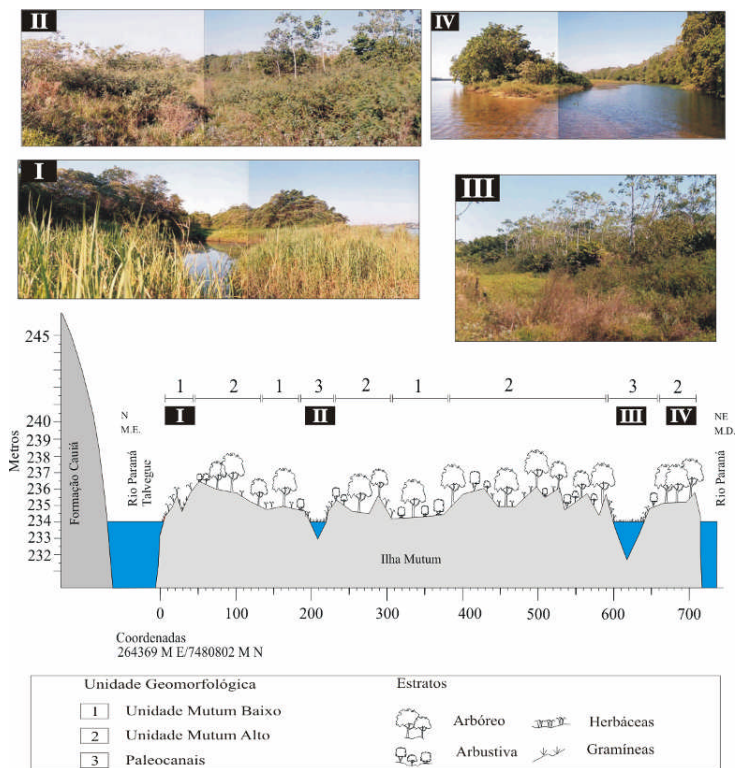 II
IV
I
III
245
240
239
238
237
236
235
234
233
232
Metros
Formação Cauiá
N
M.E.
Rio Paraná
Talvegue
1
2
1
3
2
1
2
3
2
I
II
III
IV
NE
M.D.
Rio Paraná
Ilha Mutum
0
100
200
300
400
500
600
700
Coordenadas
264369 M E/7480802 M N
Unidade Geomorfológica
1 Unidade Mutum Baixo
2 Unidade Mutum Alto
3 Paleocanais
Estratos
Arbóreo
Arbustiva
Herbáceas
Gramíneas